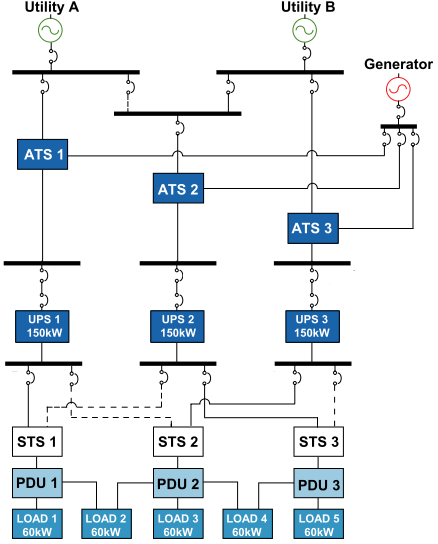 Utility A
Utility B
Generator
ATS 1
ATS 2
ATS 3
UPS 1
150kW
UPS 2
150kW
UPS 3
150kW
STS 1
STS 2
STS 3
PDU 1
PDU 2
PDU 3
LOAD 1
60kW
LOAD 2
60kW
LOAD 3
60kW
LOAD 4
60kW
LOAD 5
60kW